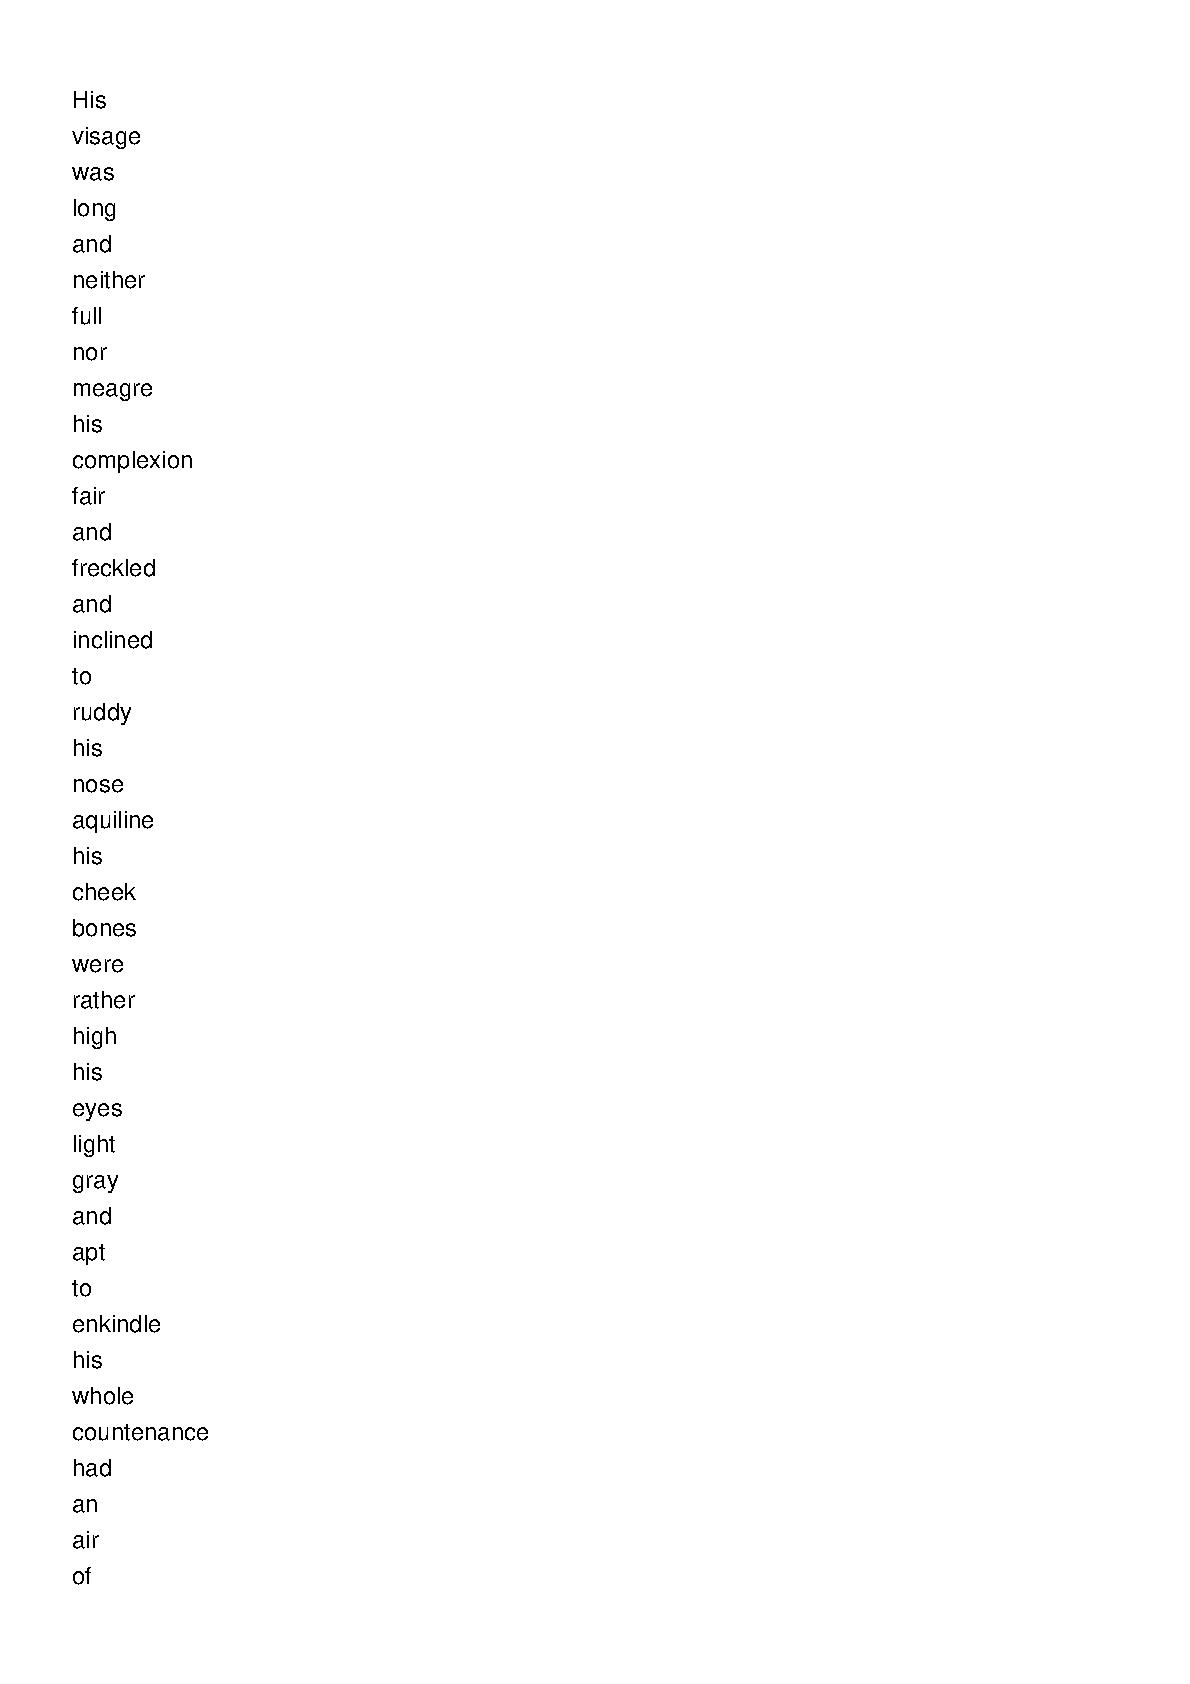 His
visage
was
long
and
neither
full
nor
meagre
his
complexion
fair
and
freckled
and
inclined
to
ruddy
his
nose
aquiline
his
cheek
bones
were
rather
high
his
eyes
light
gray
and
apt
to
enkindle
his
whole
countenance
had
an
air
of